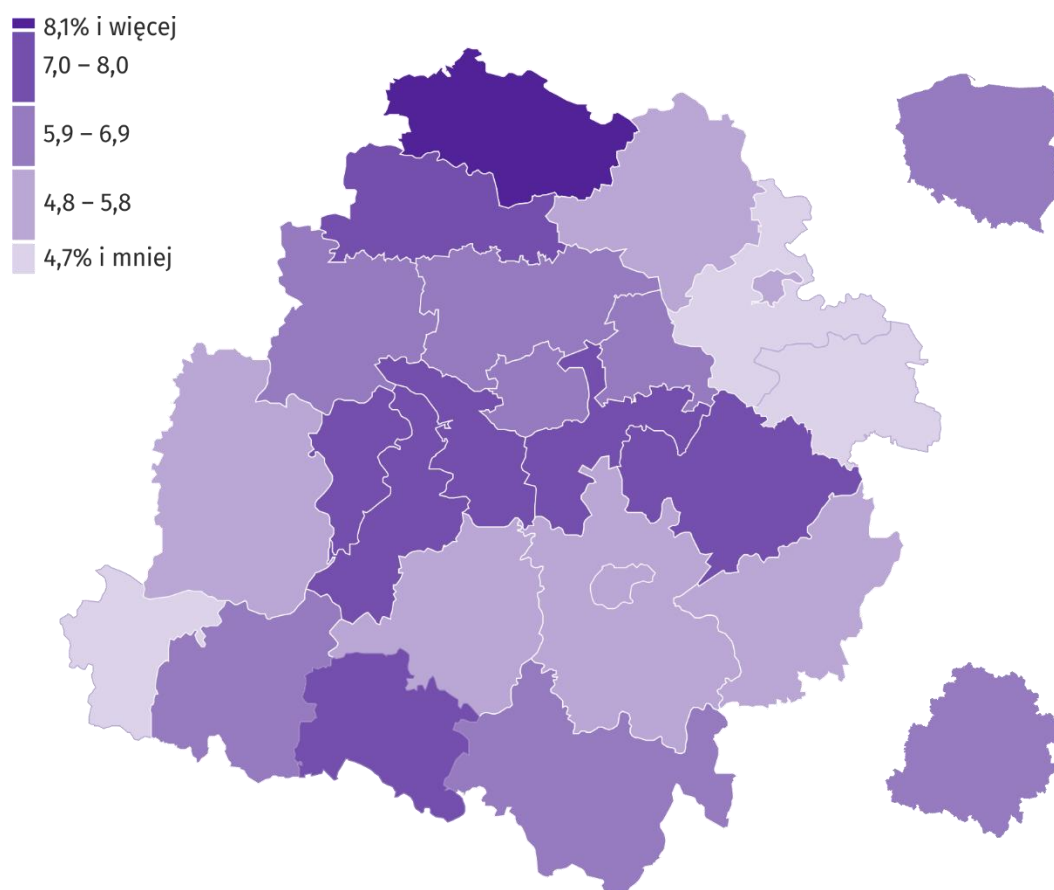 8,1% i więcej
7,0 – 8,0
5,9 – 6,9
4,8 – 5,8
4,7% i mniej